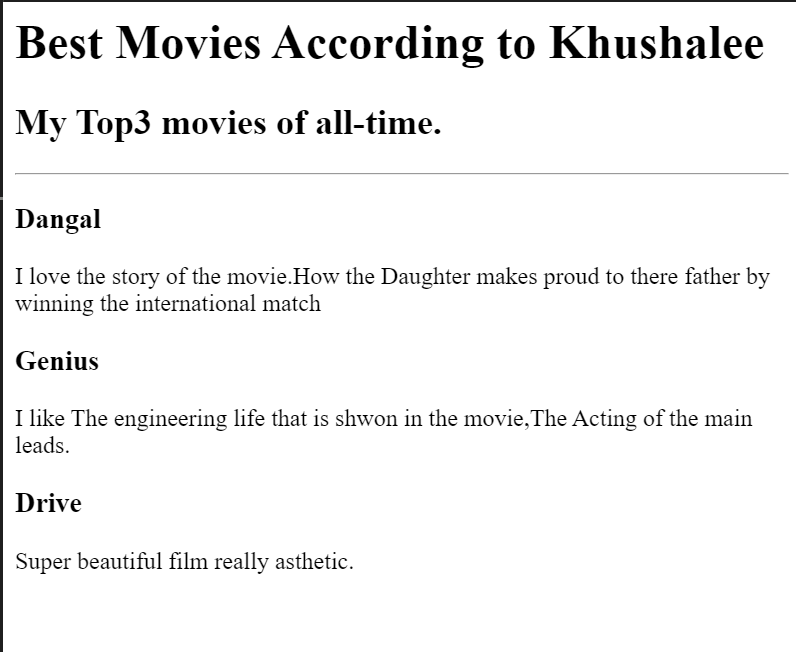 Best Movies According to Khushalee
My Top3 movies of all-time.
Dangal
I love the story of the movie.How the Daughter makes proud to there father by
winning the international match
Genius
I like The engineering life that is shwon in the movie,The Acting of the main
leads.
Drive
Super beautiful film really asthetic.